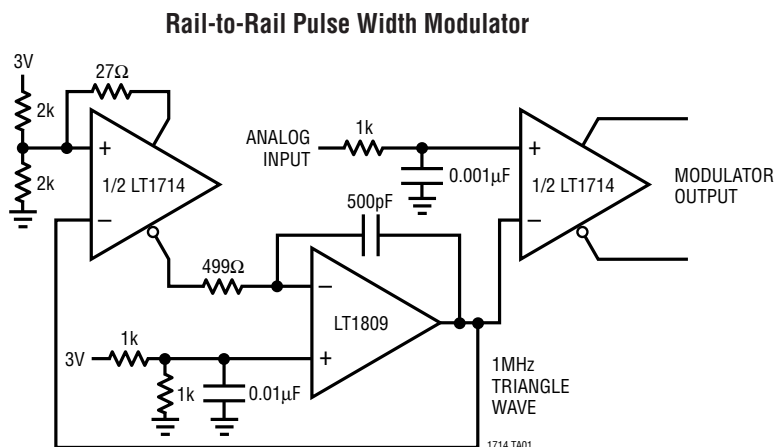 Rail-to-Rail Pulse Width Modulator
3V
27Ω
2k
2k
+
1/2 LT1714
–
ANALOG
INPUT
1k
0.001µF
+
1/2 LT1714
–
MODULATOR
OUTPUT
500pF
499Ω
–
LT1809
+
3V
1k
1k
0.01µF
1MHz
TRIANGLE
WAVE
1714 TA01